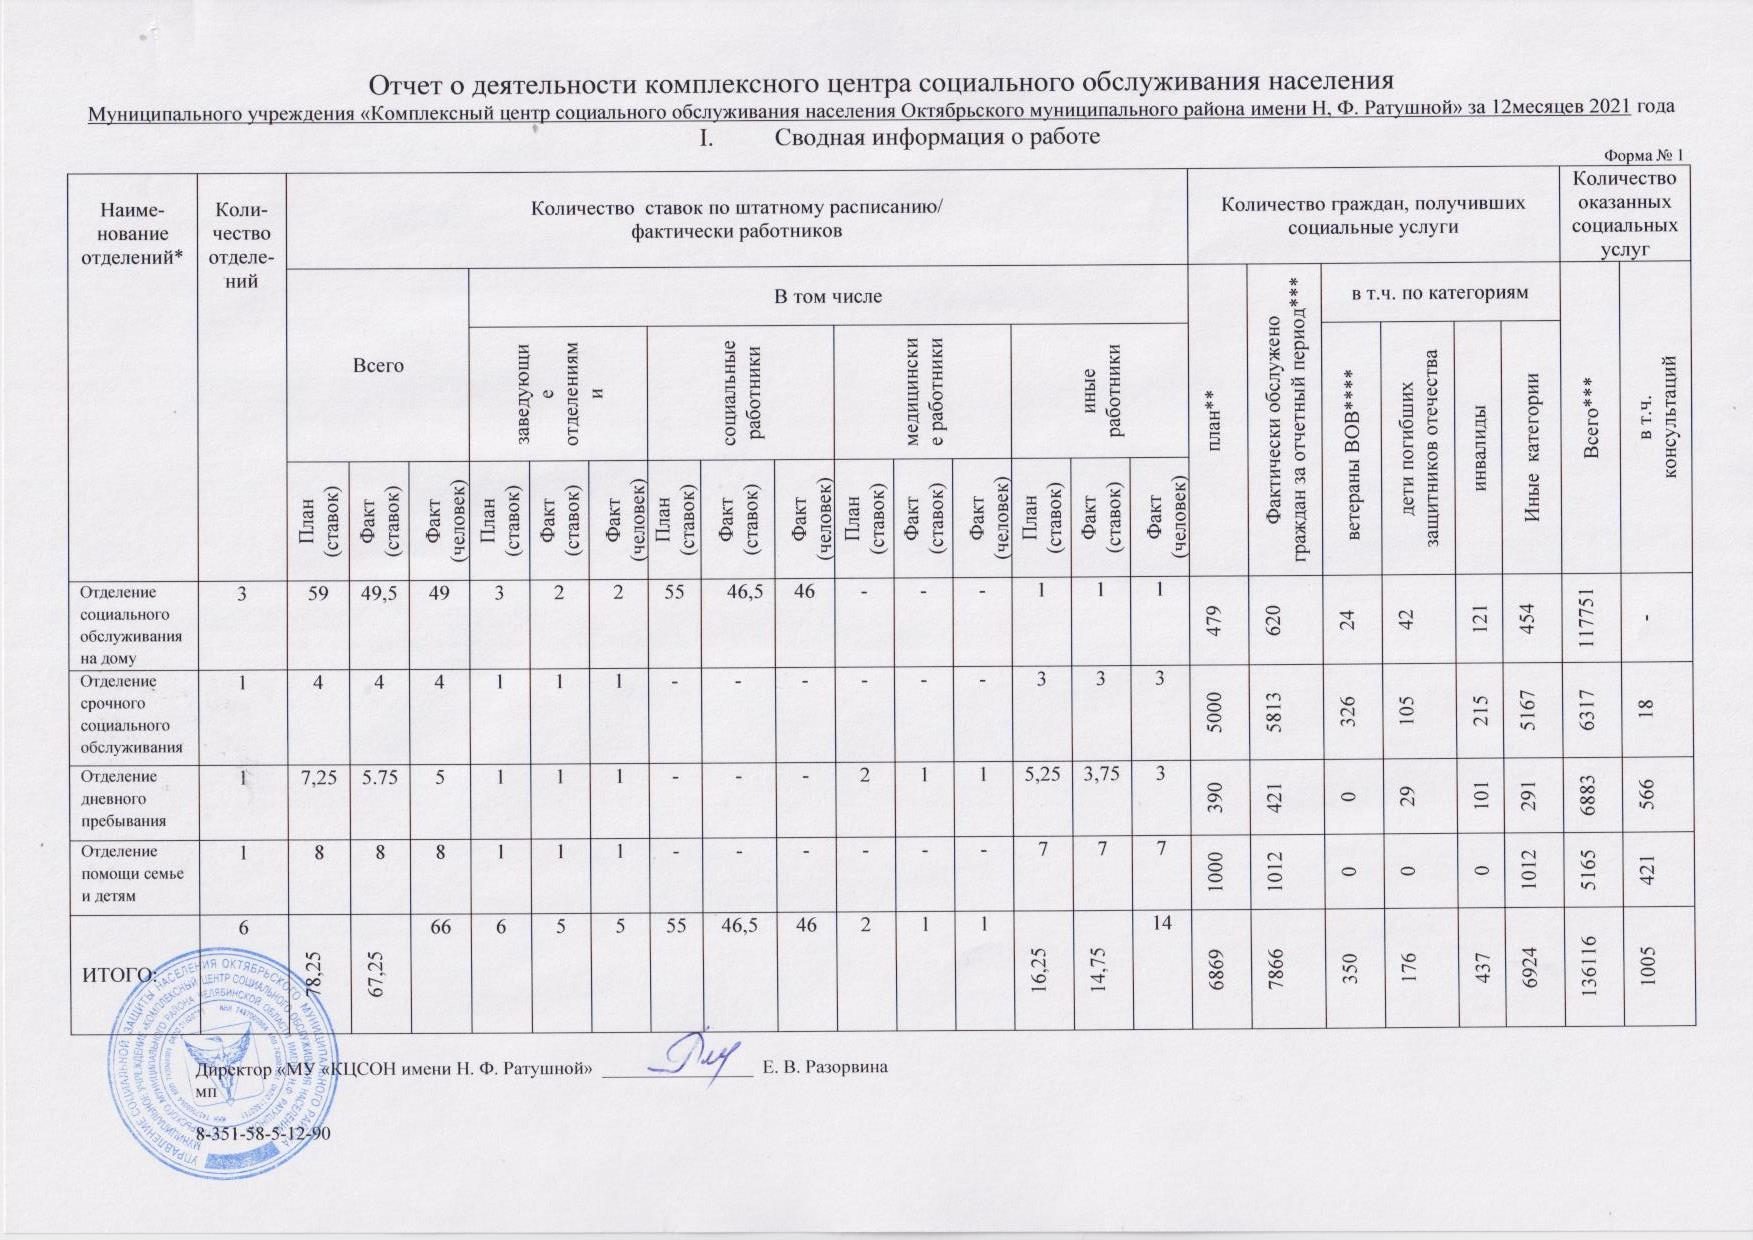 Отчет о деятельности комплексного центра социального обслуживания населения
Муниципального учреждения «Комплексный центр социального обслуживания населения Октябрьского муниципального района имени Н, Ф. Ратушной» за 12месяцев 2021 года
I. Сводная информация о работе
Форма № 1
Наиме-
нование
отделений*
Коли-
чество
отделе-
ний
Количество ставок по штатному расписанию/
фактически работников
Количество граждан, получивших
социальные услуги
Количество
оказанных
социальных
услуг
Всего
В том числе
заведующи
е
отделениям
и
социальные
работники
медицински
е работники
иные
работники
план**
Фактически обслужено
граждан за отчетный период***
в т.ч. по категориям
ветераны ВОВ****
дети погибших
защитников отечества
инвалиды
Иные категории
Всего***
в т.ч.
консультаций
План
(ставок)
Факт
(ставок)
Факт
(человек)
План
(ставок)
Факт
(ставок)
Факт
(человек)
План
(ставок)
Факт
(ставок)
Факт
(человек)
План
(ставок)
Факт
(ставок)
Факт
(человек)
План
(ставок)
Факт
(ставок)
Факт
(человек)
Отделение
социального
обслуживания
на дому
3 59 49,5 49 3 2 2 55 46,5 46 - - - 1 1 1 479 620 24 42 121 454 117751 -
Отделение
срочного
социального
обслуживания
1 4 4 4 1 1 1 - - - - - - 3 3 3 5000 5813 326 105 215 5167 6317 18
Отделение
дневного
пребывания
1 7,25 5.75 5 1 1 1 - - - 2 1 1 5,25 3,75 3 390 421 0 29 101 291 6883 566
Отделение
помощи семье
и детям
1 8 8 8 1 1 1 - - - - - - 7 7 7 1000 1012 0 0 0 1012 5165 421
ИТОГО:
6 78,25 67,25 66 6 5 5 55 46,5 46 2 1 1 16,25 14,75 14 6869 7866 350 176 437 6924 136116 1005
Директор «МУ «КЦСОН имени Н. Ф. Ратушной» Е. В. Разорвина
мп
8-351-58-5-12-90
УПРАВЛЕНИЕ СОЦИАЛЬНОЙ ЗАЩИТЫ НАСЕЛЕНИЯ ОКТЯБРЬСКОГО МУНИЦИПАЛЬНОГО РАЙОНА